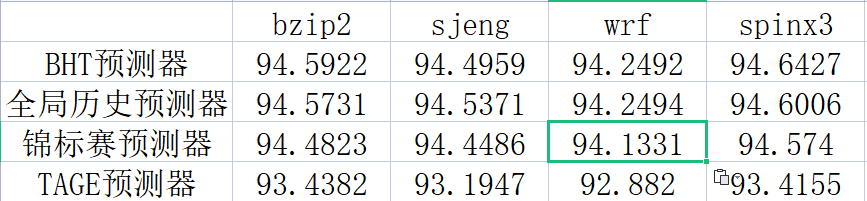 bzip2 sjeng wrf spinx3
BHT预测器 94.5922 94.4959 94.2492 94.6427
全局历史预测器 94.5731 94.5371 94.2494 94.6006
锦标赛预测器 94.4823 94.4486 94.1331 94.574
TAGE预测器 93.4382 93.1947 92.882 93.4155